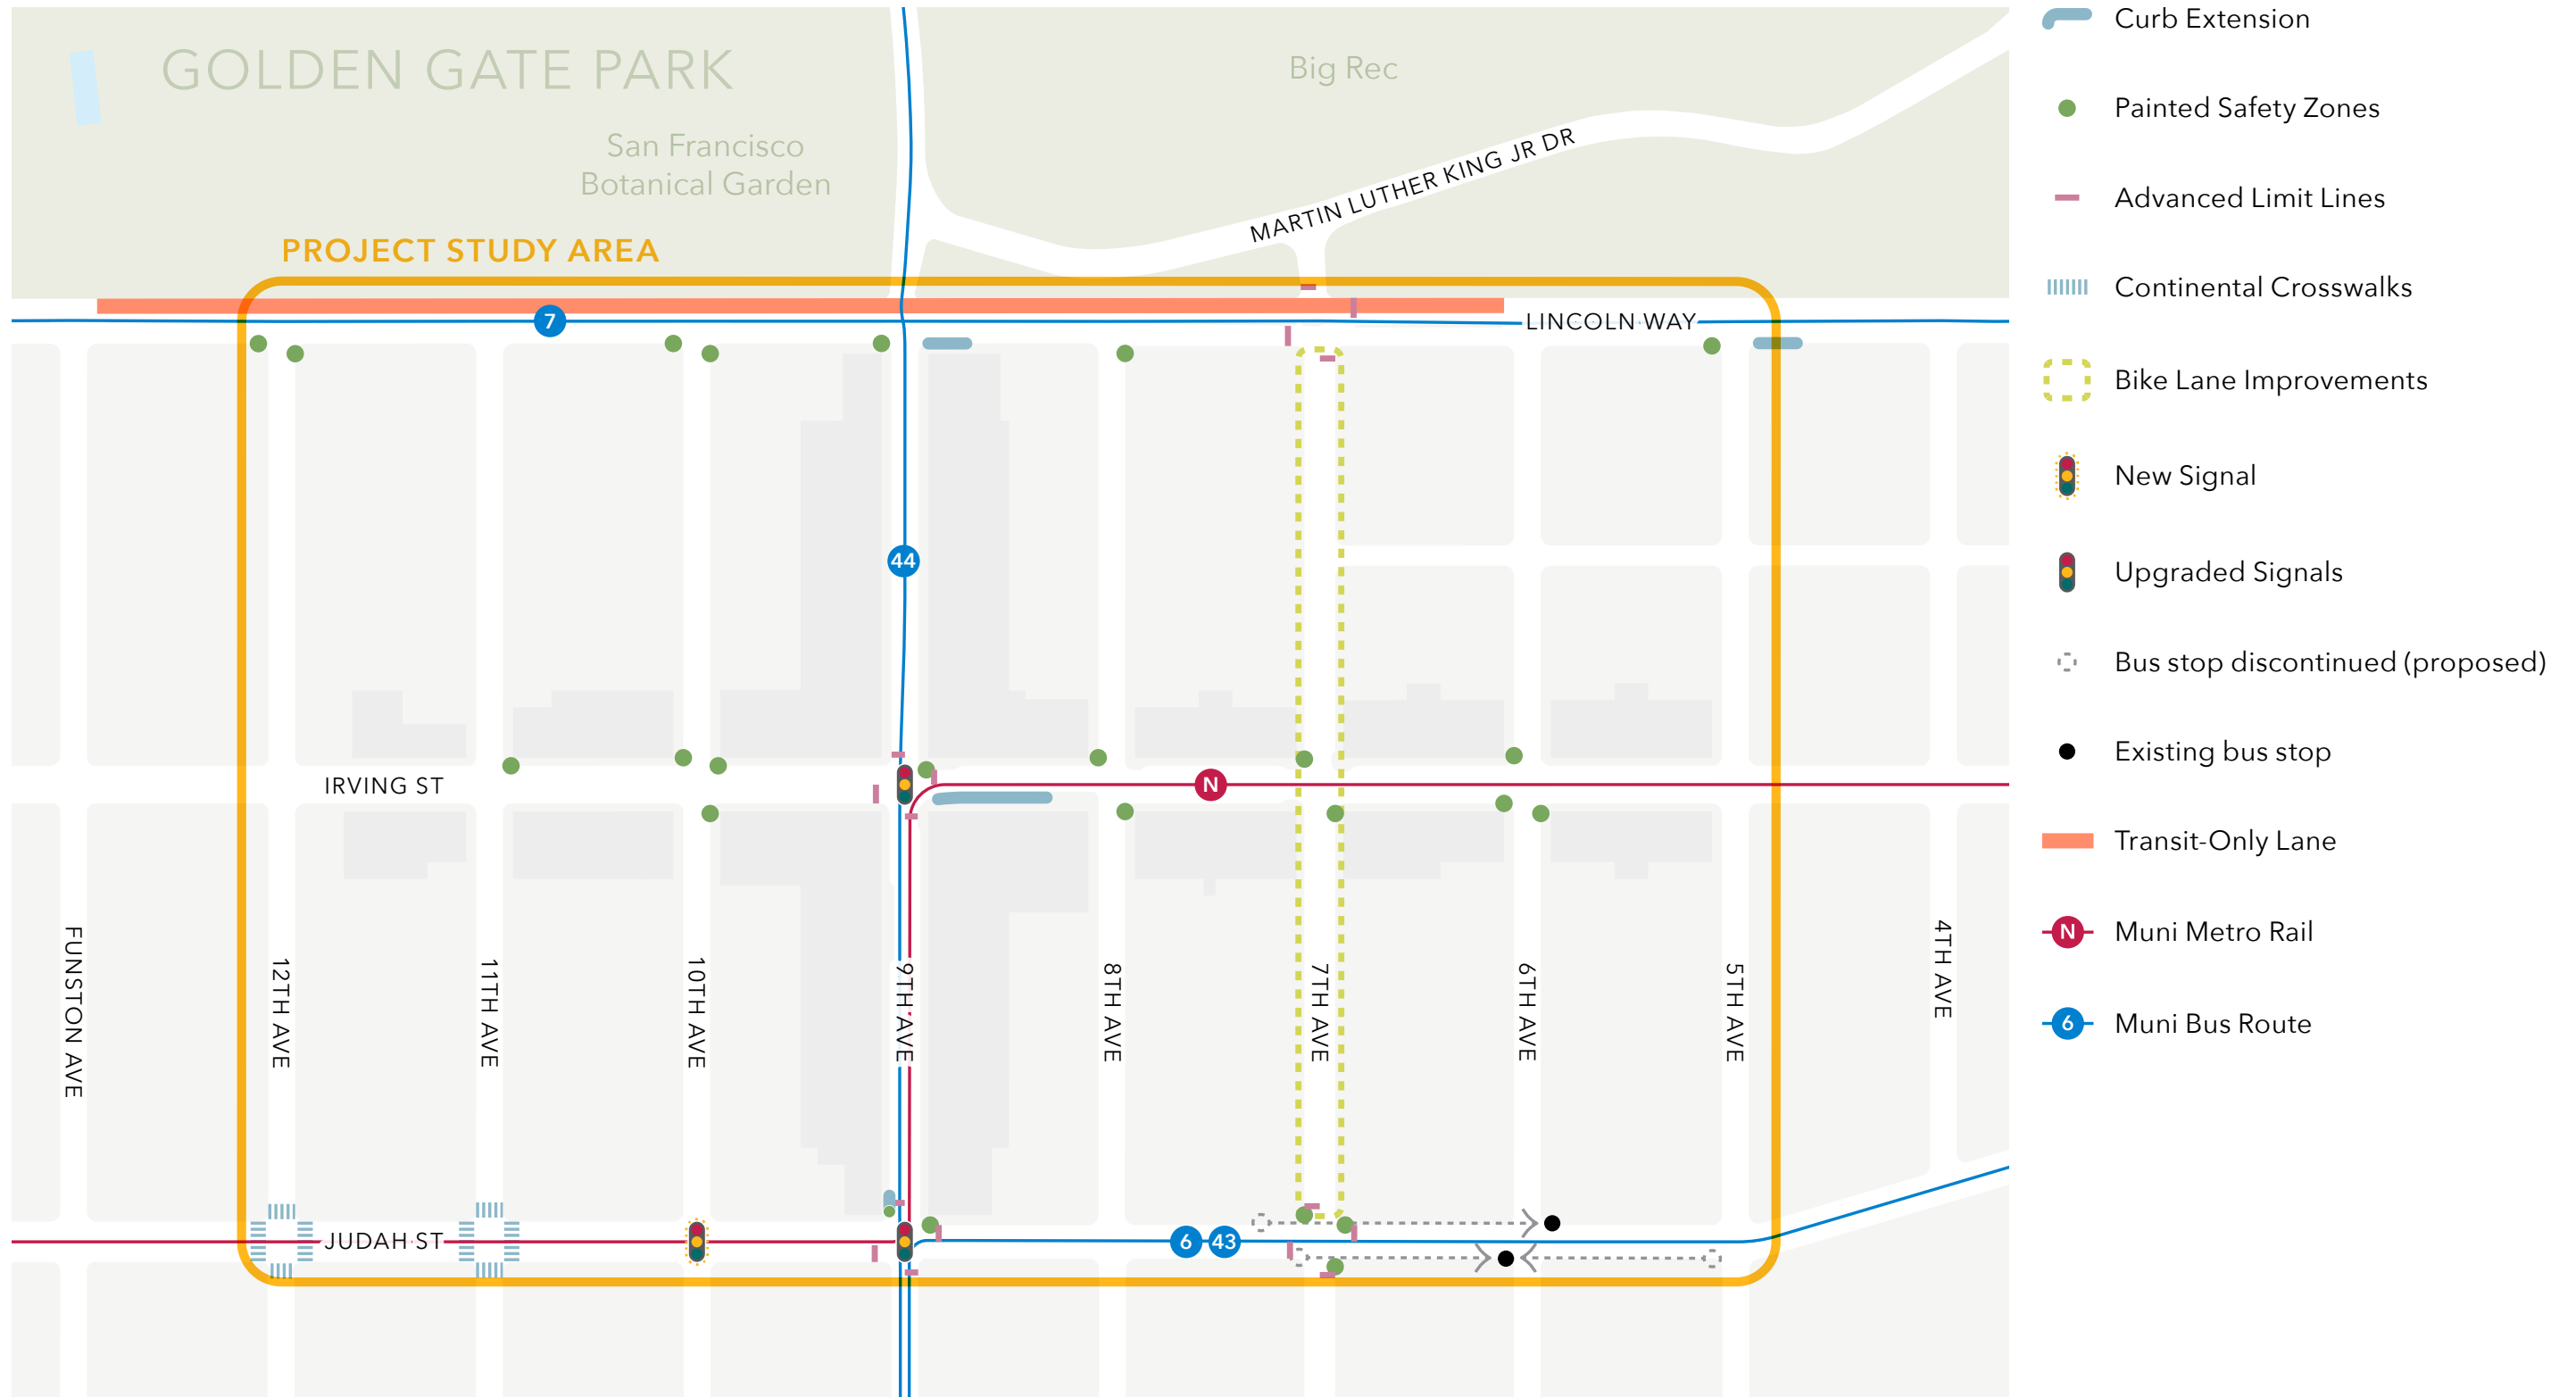 GOLDEN GATE PARK
Big Rec
San Francisco
Botanical Garden
MARTIN LUTHER KING JR DR
PROJECT STUDY AREA
7
LINCOLN WAY
44
IRVING ST
N
FUNSTON AVE
12TH AVE
11TH AVE
10TH AVE
9TH AVE
8TH AVE
7TH AVE
6TH AVE
5TH AVE
4TH AVE
JUDAH ST
6
43
Curb Extension
Painted Safety Zones
Advanced Limit Lines
Continental Crosswalks
Bike Lane Improvements
New Signal
Upgraded Signals
Bus stop discontinued (proposed)
Existing bus stop
Transit-Only Lane
N Muni Metro Rail
6 Muni Bus Route